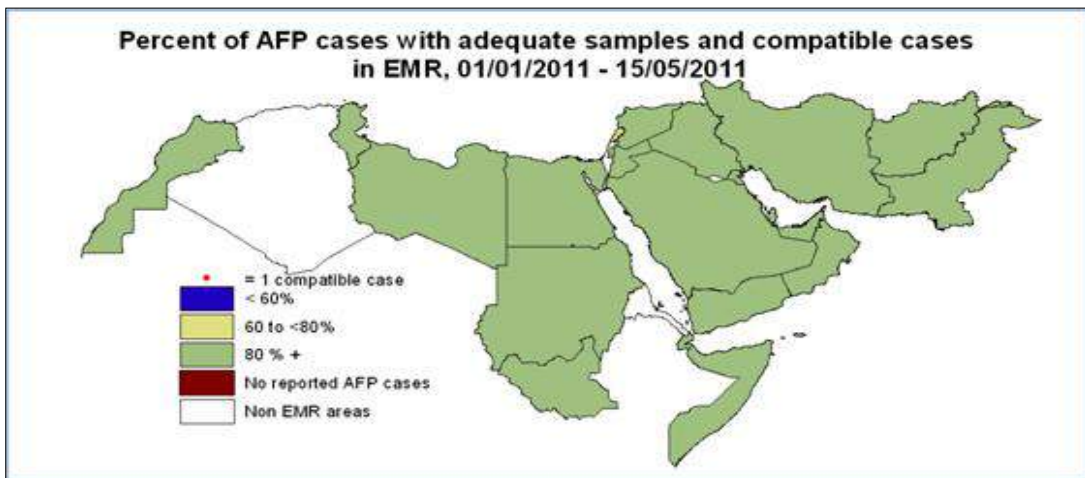 Percent of AFP cases with adequate samples and compatible cases
in EMR, 01/01/2011 - 15/05/2011
= 1 compatible case
< 60%
60 to <80%
80 % +
No reported AFP cases
Non EMR areas